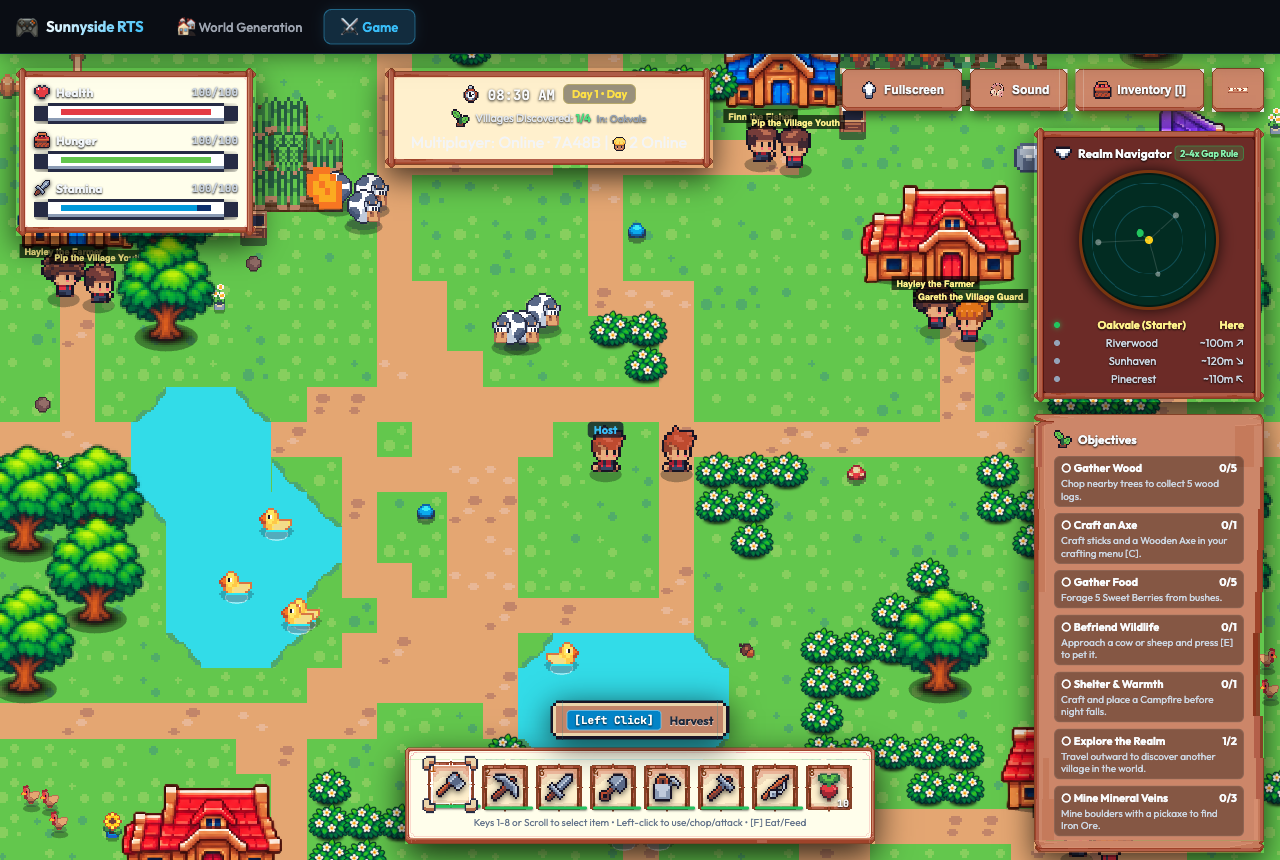 Sunnyside RTS
World Generation
Game
Health 100/100
Hunger 100/100
Stamina 100/100
08:30 AM Day 1 • Day
Villages Discovered: 1/4 In: Oakvale
Multiplayer: Online
2 Online
Fullscreen
Sound
Inventory [I]
Pip the Village Youth
Hayley the Farmer
Pip the Village
Hayley the Farmer
Gareth the Village Guard
Realm Navigator 2-4x Gap Rule
Oakvale (Starter) Here
Riverwood ~100m ↗
Sunhaven ~120m ↘
Pinecrest ~110m ↖
Host
Objectives
Gather Wood 0/5
Chop nearby trees to collect 5 wood
logs.
Craft an Axe 0/1
Craft sticks and a Wooden Axe in your
crafting menu [C].
Gather Food 0/5
Forage 5 Sweet Berries from bushes.
Befriend Wildlife 0/1
Approach a cow or sheep and press [E]
to pet it.
Shelter & Warmth 0/1
Craft and place a Campfire before
night falls.
Explore the Realm 1/2
Travel outward to discover another
village in the world.
Mine Mineral Veins 0/3
Mine boulders with a pickaxe to find
Iron Ore.
[Left Click] Harvest
10
Keys 1-8 or Scroll to select item • Left-click to use/chop/attack • [F] Eat/Feed